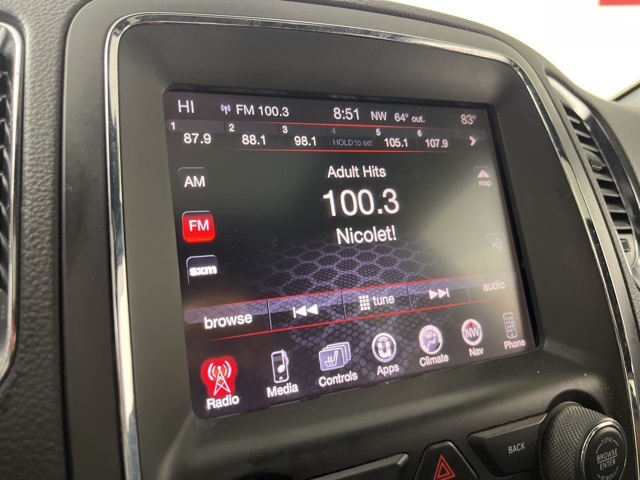 HI FM 100.3 8:51 NW 64° out. 83°
1 2 3 4 5 6
87.9 88.1 98.1 HOLD to set 105.1 107.9
AM
Adult Hits
map
FM
100.3
Nicolet!
sxm
browse tune audio
Radio Media Controls Apps Climate NW Nav Phone
BACK
TUNE
BROWSE
ENTER